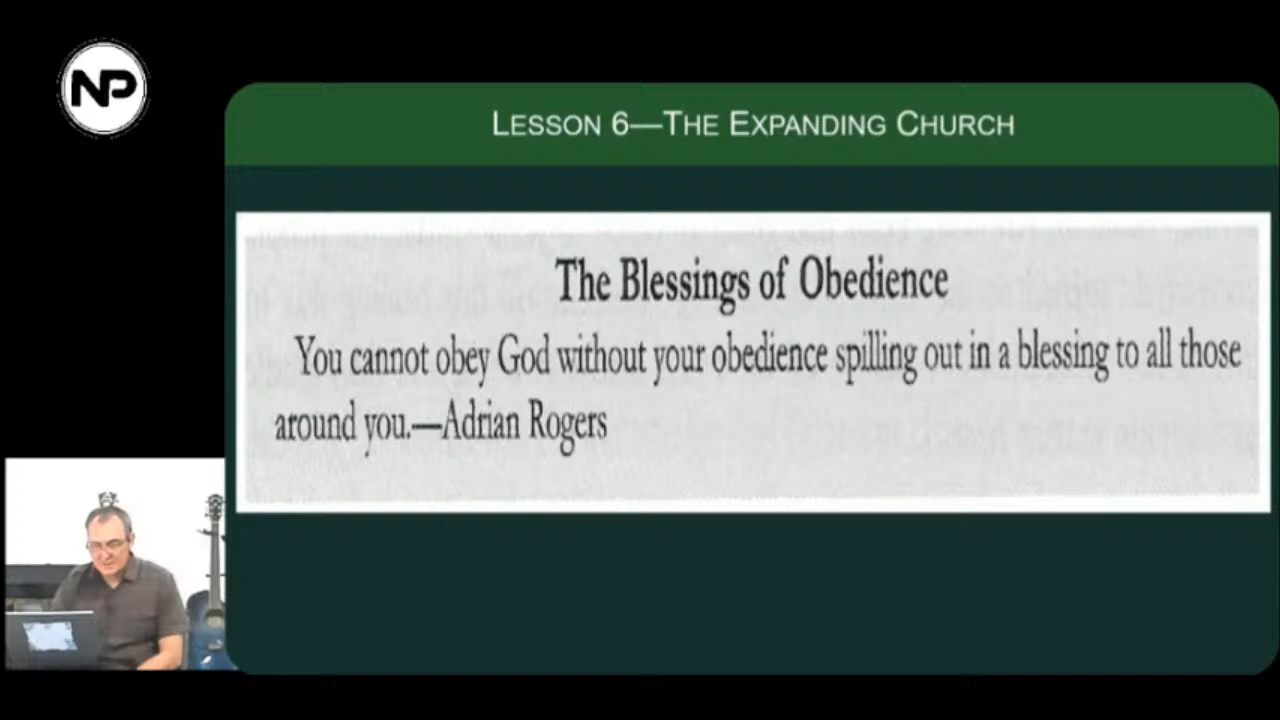 NP
LESSON 6—THE EXPANDING CHURCH
The Blessings of Obedience
You cannot obey God without your obedience spilling out in a blessing to all those
around you.—Adrian Rogers